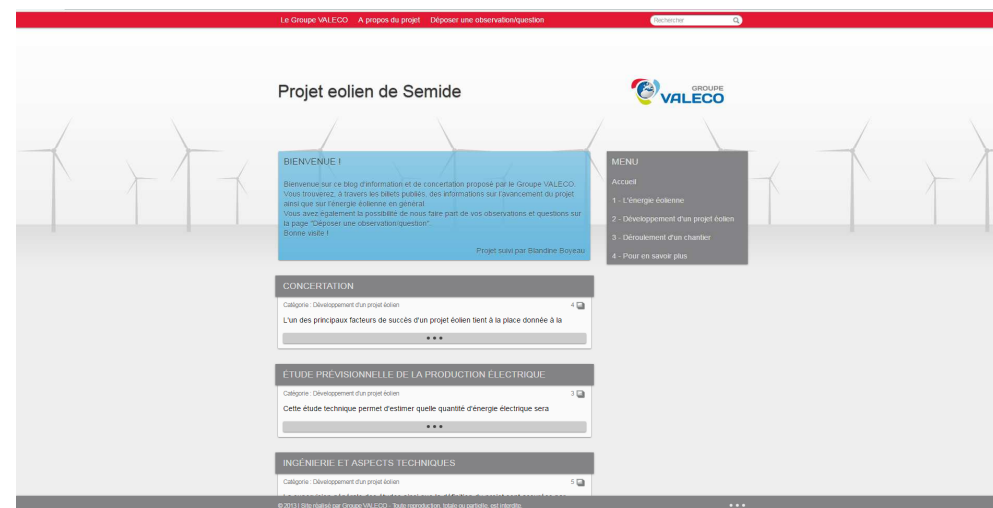 Le Groupe VALECO A propos du projet Déposer une observation/question Rechercher
Projet eolien de Semide
GROUPE
VALECO
BIENVENUE !
Bienvenue sur ce blog d'information et de concertation proposé par le Groupe VALECO.
Vous trouverez, à travers les billets publiés, des informations sur l'avancement du projet
ainsi que sur l'énergie éolienne en général.
Vous avez également la possibilité de nous faire part de vos observations et questions sur
la page "Déposer une observation/question".
Bonne visite !
Projet suivi par Blandine Boyeau
MENU
Accueil
1 - L'énergie éolienne
2 - Développement d'un projet éolien
3 - Déroulement d'un chantier
4 - Pour en savoir plus
CONCERTATION
Catégorie : Développement d'un projet éolien 4
L'un des principaux facteurs de succès d'un projet éolien tient à la place donnée à la
ÉTUDE PRÉVISIONNELLE DE LA PRODUCTION ÉLECTRIQUE
Catégorie : Développement d'un projet éolien 3
Cette étude technique permet d'estimer quelle quantité d'énergie électrique sera
INGÉNIERIE ET ASPECTS TECHNIQUES
Catégorie : Développement d'un projet éolien 5
© 2013 | Site réalisé par Groupe VALECO - Toute reproduction, totale ou partielle, est interdite.